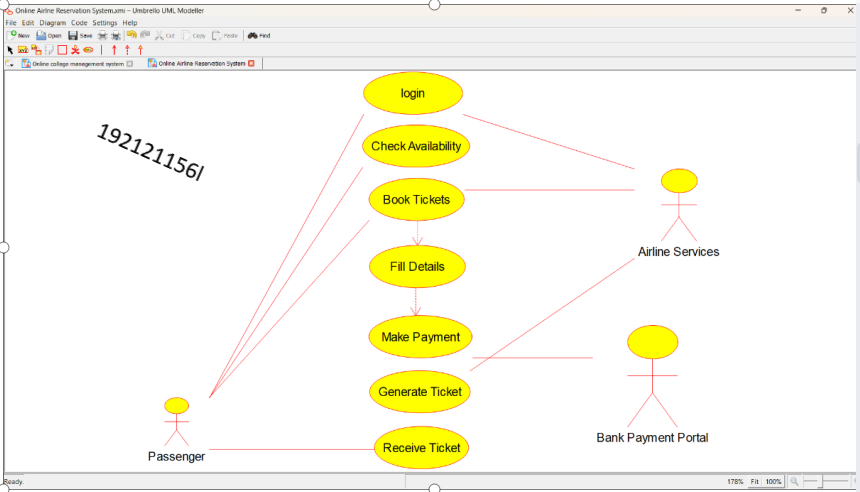 Online Airline Reservation System.xmi – Umbrello UML Modeller
File Edit Diagram Code Settings Help
New Open Save Cut Copy Paste Find
Online college management system Online Airline Reservation System
login
192121156l
Check Availability
Book Tickets
Airline Services
Fill Details
Make Payment
Generate Ticket
Bank Payment Portal
Receive Ticket
Passenger
Ready. 178% Fit 100%